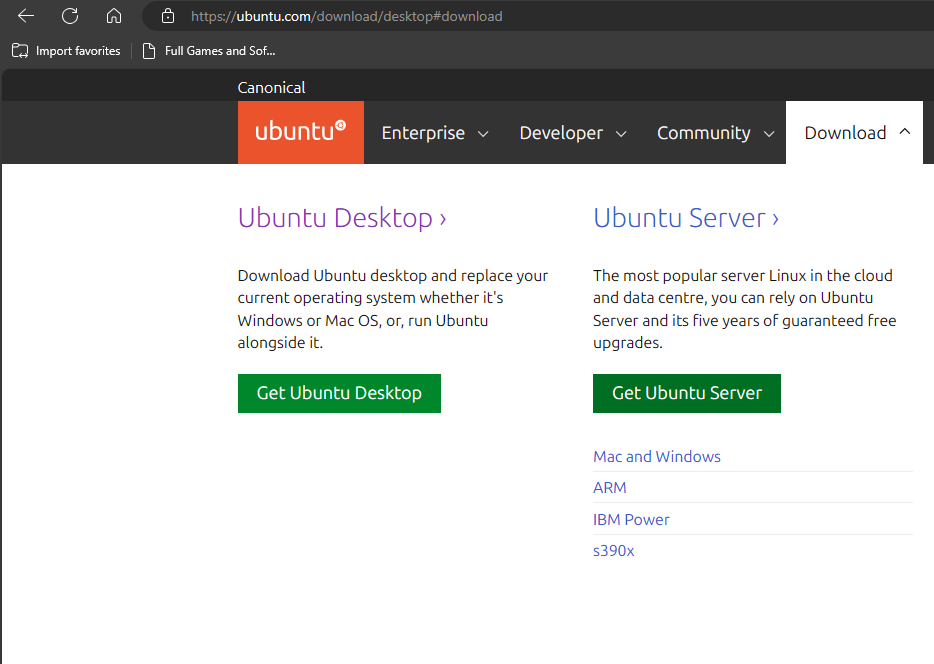 https://ubuntu.com/download/desktop#download
Import favorites
Full Games and Sof...
Canonical
ubuntu
Enterprise
Developer
Community
Download
Ubuntu Desktop ›
Download Ubuntu desktop and replace your
current operating system whether it's
Windows or Mac OS, or, run Ubuntu
alongside it.
Get Ubuntu Desktop
Ubuntu Server ›
The most popular server Linux in the cloud
and data centre, you can rely on Ubuntu
Server and its five years of guaranteed free
upgrades.
Get Ubuntu Server
Mac and Windows
ARM
IBM Power
s390x